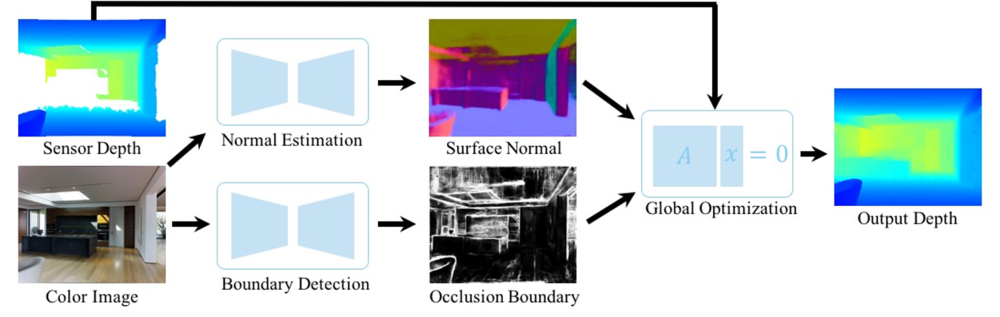 Sensor Depth
Normal Estimation
Surface Normal
A x = 0
Global Optimization
Output Depth
Color Image
Boundary Detection
Occlusion Boundary